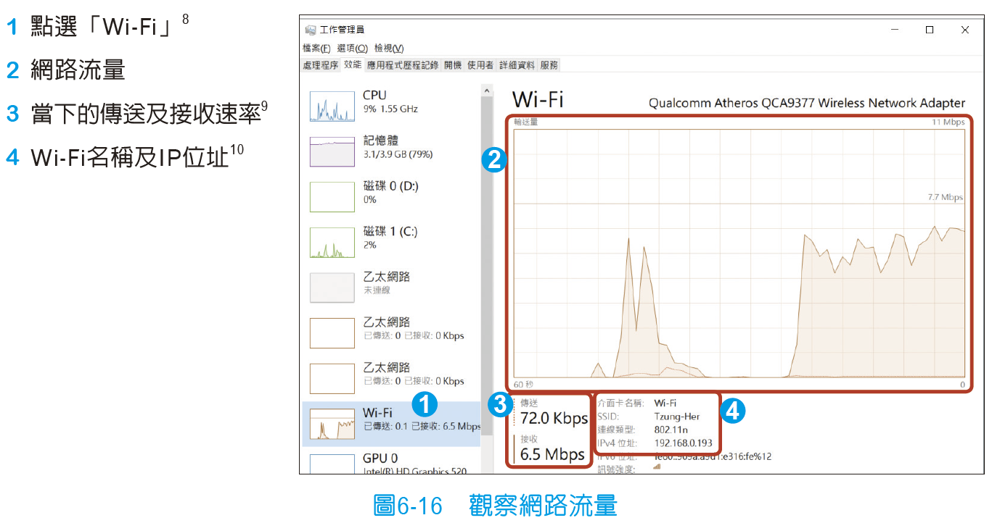 1 點選「Wi-Fi」8
2 網路流量
3 當下的傳送及接收速率9
4 Wi-Fi名稱及IP位址10
工作管理員
檔案(F) 選項(O) 檢視(V)
處理程序 效能 應用程式歷程記錄 開機 使用者 詳細資料 服務
CPU
9% 1.55 GHz
記憶體
3.1/3.9 GB (79%)
磁碟 0 (D:)
0%
磁碟 1 (C:)
2%
乙太網路
未連線
乙太網路
已傳送: 0 已接收: 0 Kbps
乙太網路
已傳送: 0 已接收: 0 Kbps
1
Wi-Fi
已傳送: 0.1 已接收: 6.5 Mbps
GPU 0
Intel(R) HD Graphics 520
Wi-Fi
Qualcomm Atheros QCA9377 Wireless Network Adapter
輸送量
11 Mbps
2
7.7 Mbps
60 秒
0
3
傳送
72.0 Kbps
接收
6.5 Mbps
4
介面卡名稱: Wi-Fi
SSID: Tzung-Her
連線類型: 802.11n
IPv4 位址: 192.168.0.193
IPv6 位址: e316:fe%12
訊號強度:
圖6-16 觀察網路流量